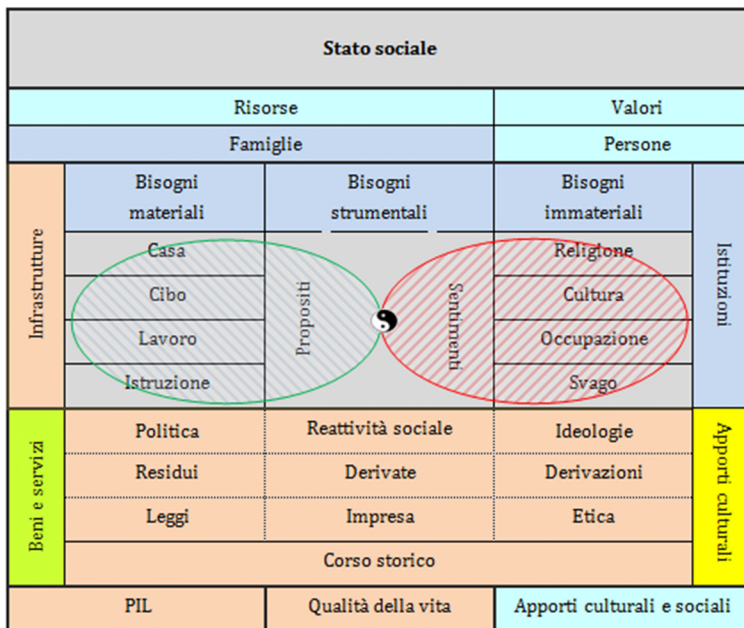 Stato sociale
Risorse
Valori
Famiglie
Persone
Infrastrutture
Bisogni
materiali
Bisogni
strumentali
Bisogni
immateriali
Istituzioni
Casa
Religione
Cibo
Propositi
Sentimenti
Cultura
Lavoro
Occupazione
Istruzione
Svago
Beni e servizi
Politica
Reattività sociale
Ideologie
Apporti culturali
Residui
Derivate
Derivazioni
Leggi
Impresa
Etica
Corso storico
PIL
Qualità della vita
Apporti culturali e sociali